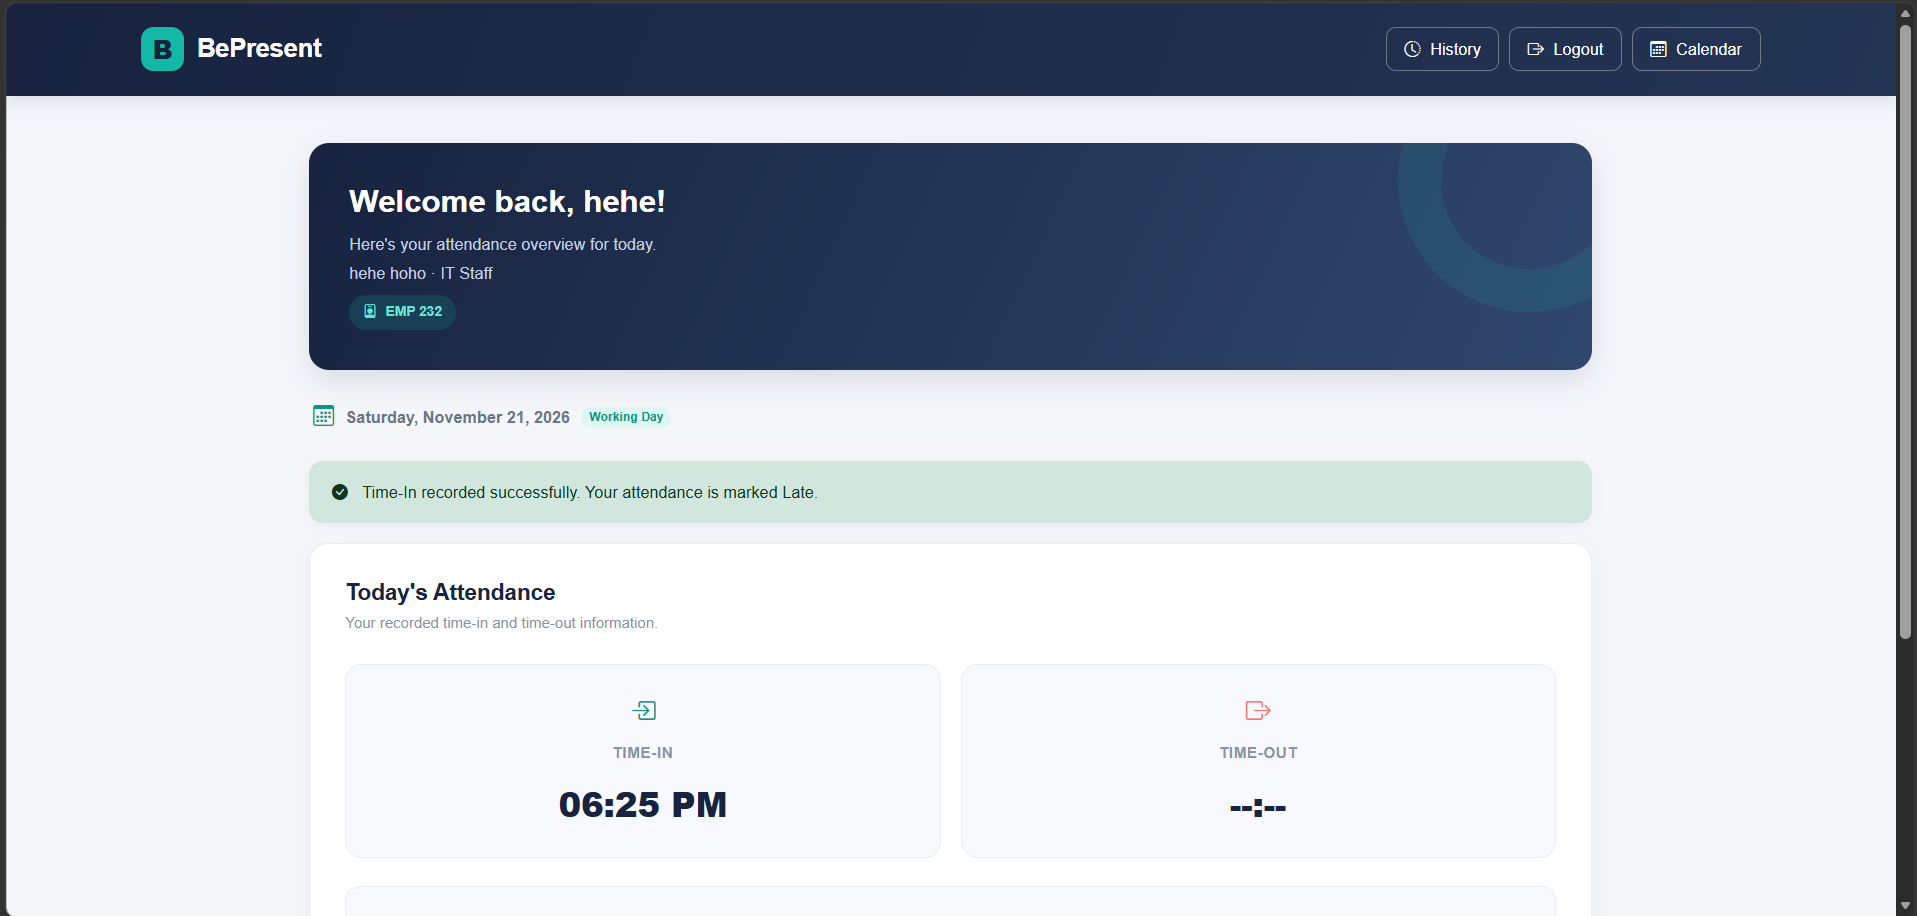 B BePresent
History
Logout
Calendar
Welcome back, hehe!
Here's your attendance overview for today.
hehe hoho · IT Staff
EMP 232
Saturday, November 21, 2026 Working Day
Time-In recorded successfully. Your attendance is marked Late.
Today's Attendance
Your recorded time-in and time-out information.
TIME-IN
06:25 PM
TIME-OUT
--:--